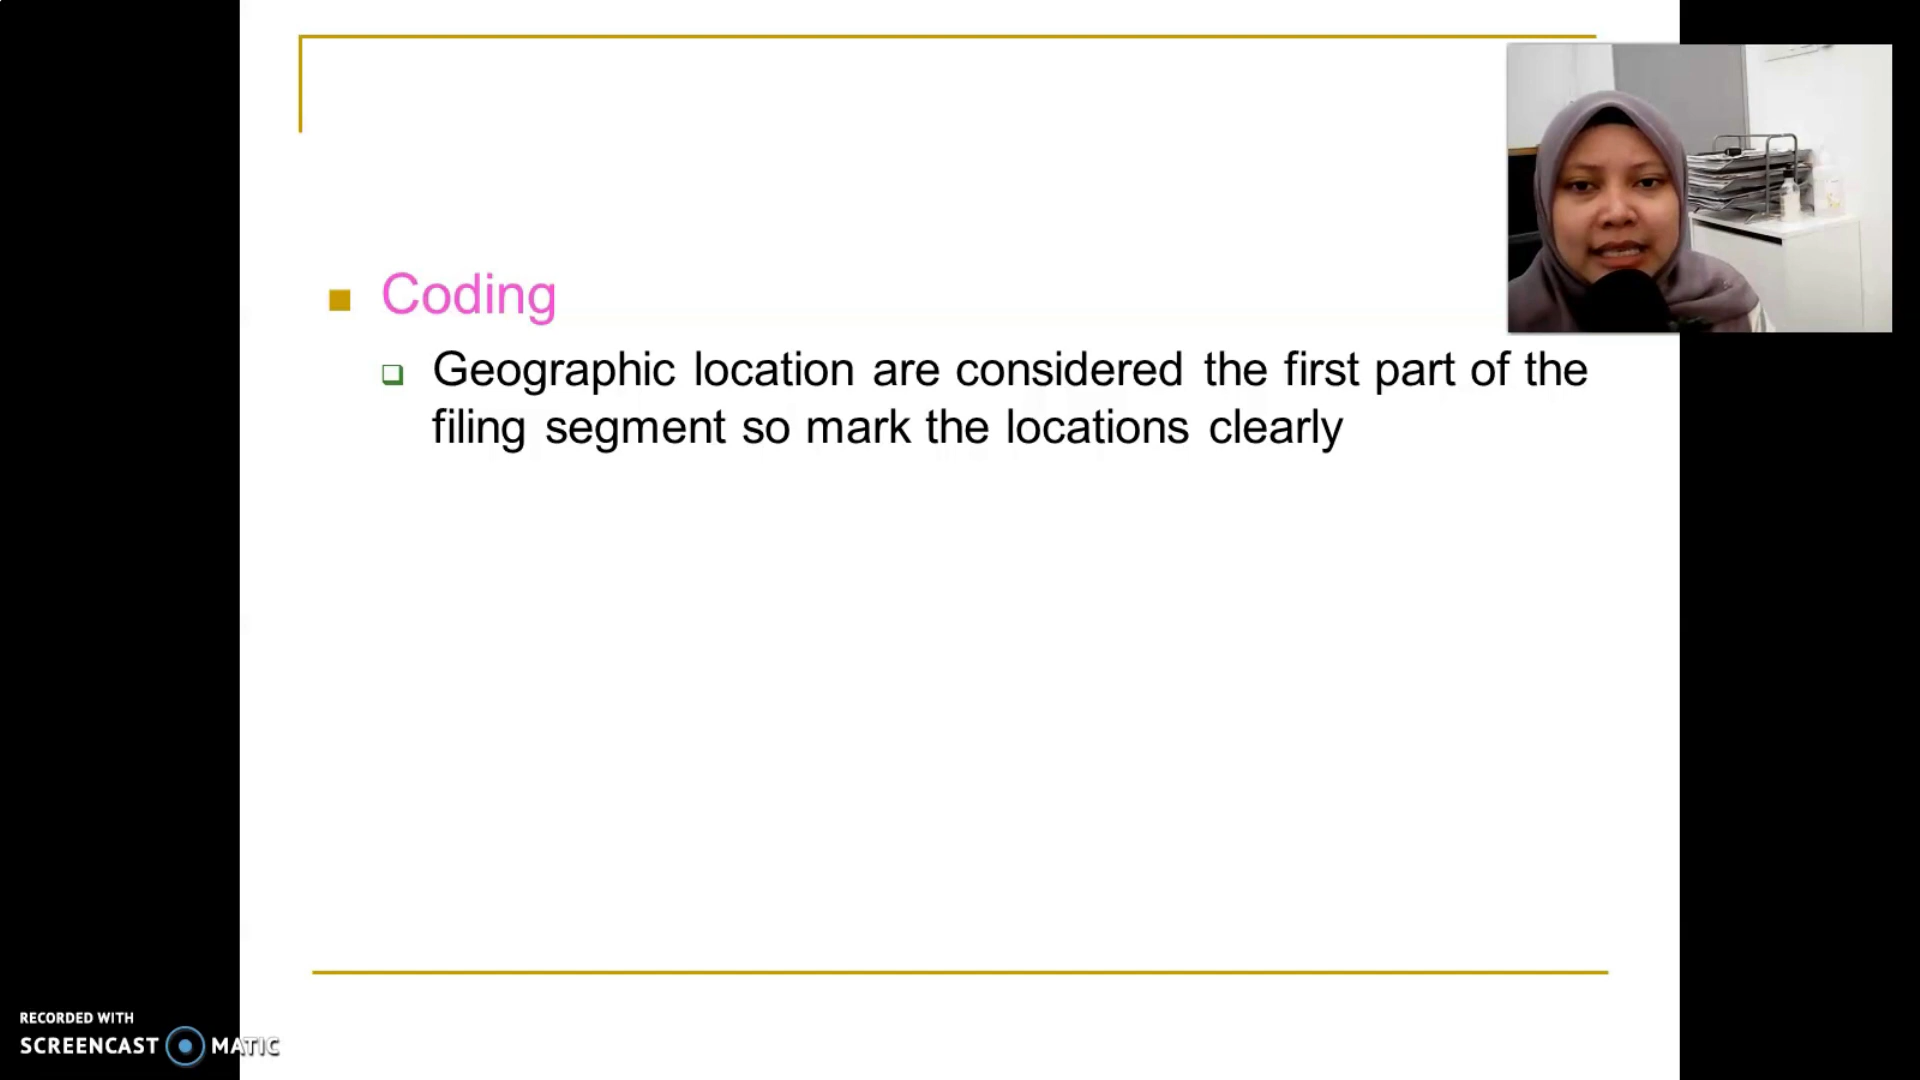 Coding
Geographic location are considered the first part of the
filing segment so mark the locations clearly
RECORDED WITH
SCREENCAST MATIC